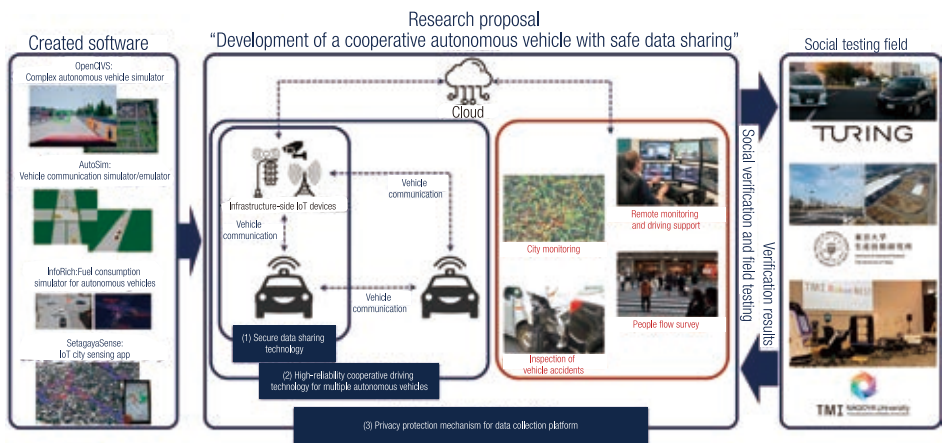 Research proposal
“Development of a cooperative autonomous vehicle with safe data sharing”
Created software
OpenCIVS:
Complex autonomous vehicle simulator
AutoSim:
Vehicle communication simulator/emulator
InfoRich:Fuel consumption
simulator for autonomous vehicles
SetagayaSense:
IoT city sensing app
Cloud
Infrastructure-side IoT devices
Vehicle
communication
Vehicle
communication
Vehicle
communication
(1) Secure data sharing
technology
(2) High-reliability cooperative driving
technology for multiple autonomous vehicles
(3) Privacy protection mechanism for data collection platform
City monitoring
Remote monitoring
and driving support
Inspection of
vehicle accidents
People flow survey
Social verification and field testing
Verification results
Social testing field
TURING
東京大学
生産技術研究所
TMI
TMI NAGOYA University